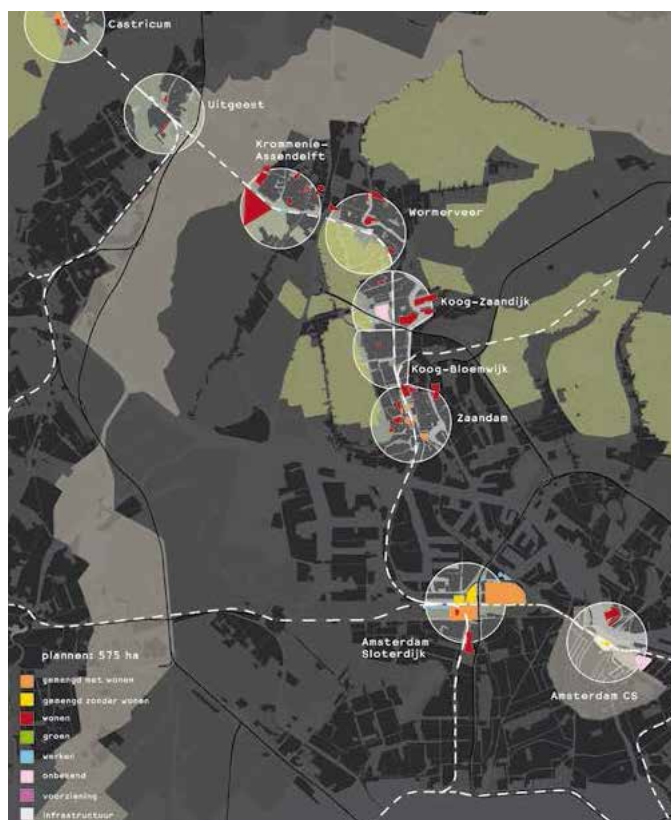 Castricum
Uitgeest
Krommenie-
Assendelft
Wormerveer
Koog-Zaandijk
Koog-Bloemwijk
Zaandam
Amsterdam
Sloterdijk
Amsterdam CS
plannen: 575 ha
gemengd met wonen
gemengd zonder wonen
wonen
groen
werken
onbekend
voorziening
infrastructuur